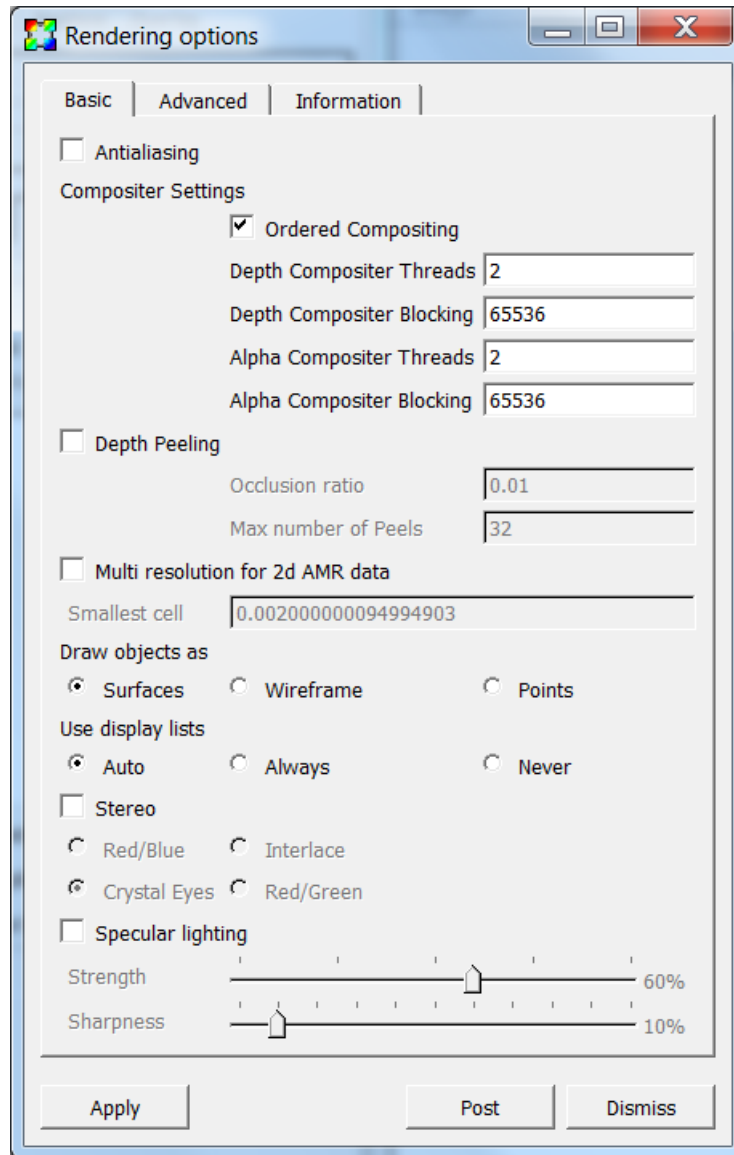 Rendering options
Basic Advanced Information
Antialiasing
Compositer Settings
Ordered Compositing
Depth Compositer Threads 2
Depth Compositer Blocking 65536
Alpha Compositer Threads 2
Alpha Compositer Blocking 65536
Depth Peeling
Occlusion ratio 0.01
Max number of Peels 32
Multi resolution for 2d AMR data
Smallest cell 0.002000000094994903
Draw objects as
Surfaces Wireframe Points
Use display lists
Auto Always Never
Stereo
Red/Blue Interlace
Crystal Eyes Red/Green
Specular lighting
Strength 60%
Sharpness 10%
Apply Post Dismiss